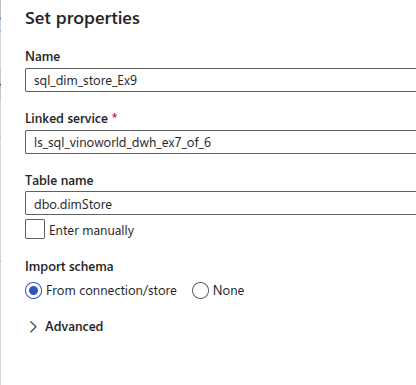 Set properties
Name
sql_dim_store_Ex9
Linked service *
ls_sql_vinoworld_dwh_ex7_of_6
Table name
dbo.dimStore
Enter manually
Import schema
From connection/store None
Advanced